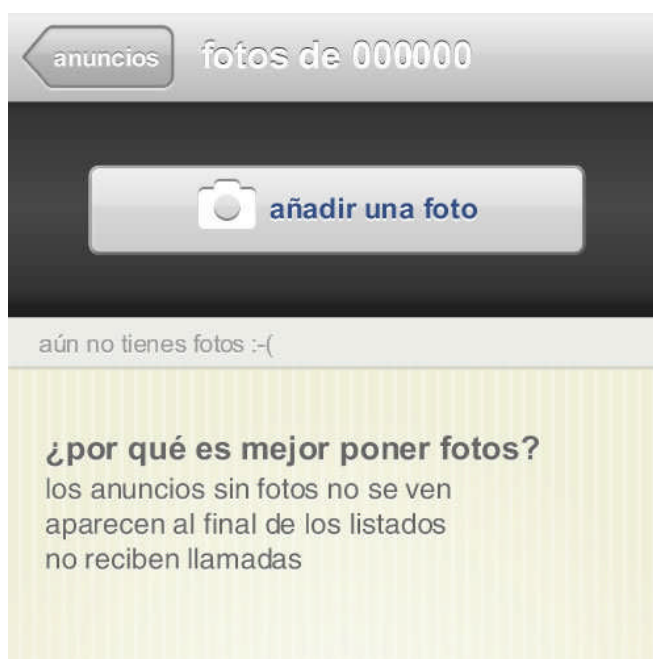 anuncios fotos de 000000
añadir una foto
aún no tienes fotos :-(
¿por qué es mejor poner fotos?
los anuncios sin fotos no se ven
aparecen al final de los listados
no reciben llamadas